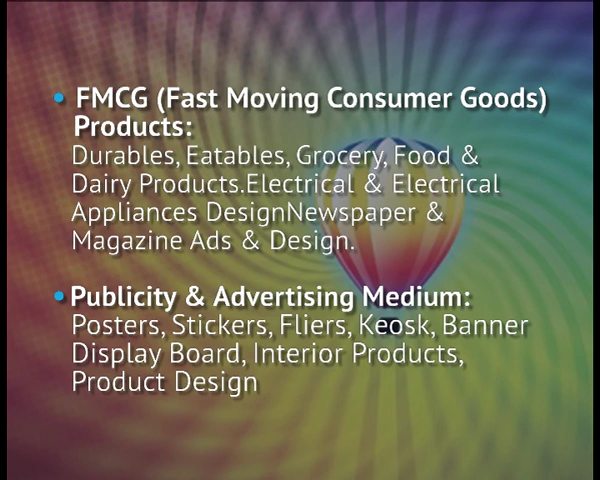 • FMCG (Fast Moving Consumer Goods)
Products:
Durables, Eatables, Grocery, Food &
Dairy Products.Electrical & Electrical
Appliances DesignNewspaper &
Magazine Ads & Design.
• Publicity & Advertising Medium:
Posters, Stickers, Fliers, Keosk, Banner
Display Board, Interior Products,
Product Design